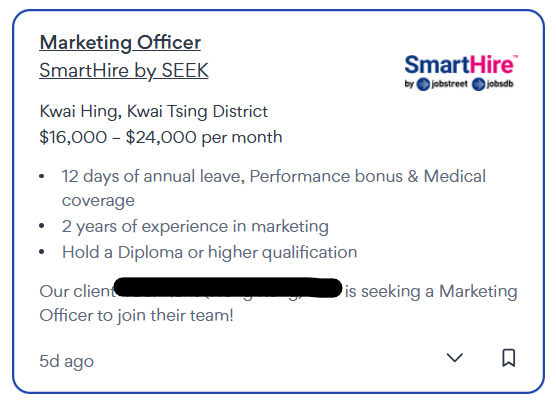 Marketing Officer
SmartHire by SEEK
SmartHire™
by jobstreet jobsdb
Kwai Hing, Kwai Tsing District
$16,000 – $24,000 per month
• 12 days of annual leave, Performance bonus & Medical
coverage
• 2 years of experience in marketing
• Hold a Diploma or higher qualification
Our client is seeking a Marketing
Officer to join their team!
5d ago